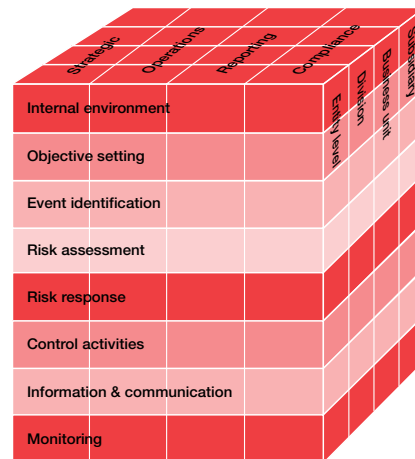 Strategic
Operations
Reporting
Compliance
Entity level
Division
Business unit
Subsidiary
Internal environment
Objective setting
Event identification
Risk assessment
Risk response
Control activities
Information & communication
Monitoring